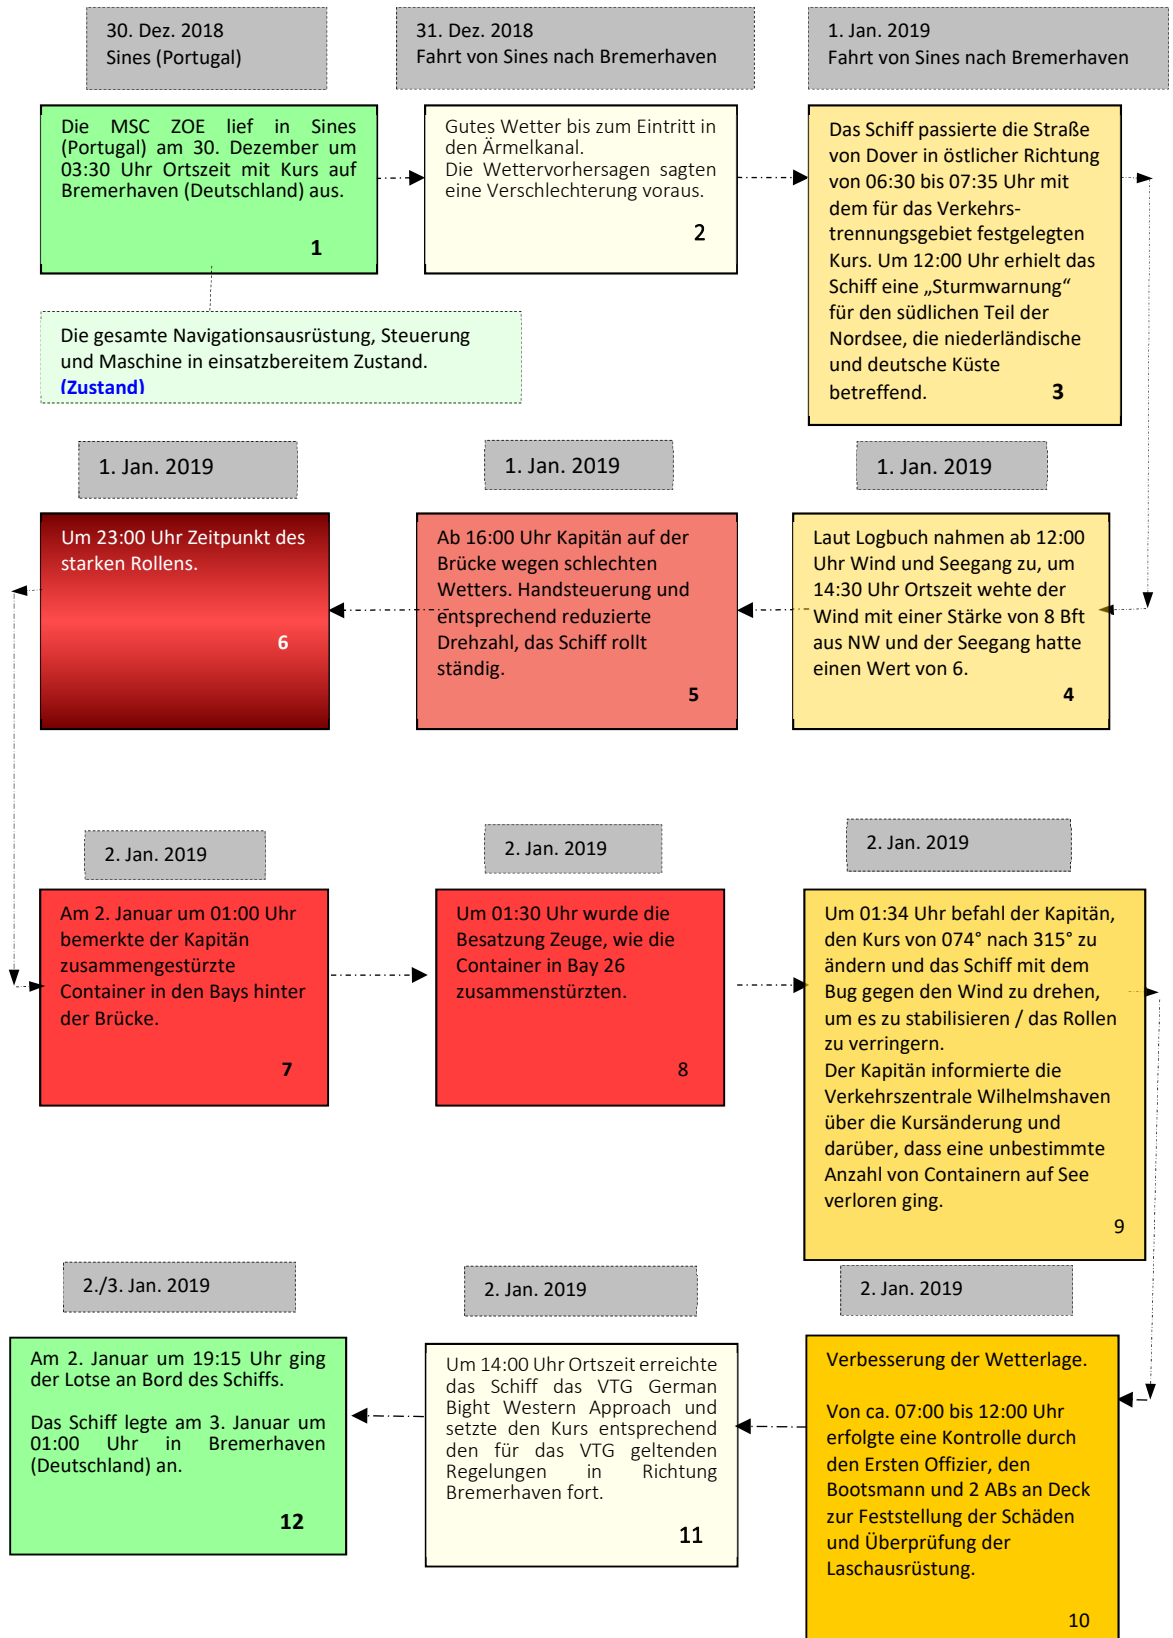 30. Dez. 2018
Sines (Portugal)
31. Dez. 2018
Fahrt von Sines nach Bremerhaven
1. Jan. 2019
Fahrt von Sines nach Bremerhaven
Die MSC ZOE lief in Sines
(Portugal) am 30. Dezember um
03:30 Uhr Ortszeit mit Kurs auf
Bremerhaven (Deutschland) aus.
1
Gutes Wetter bis zum Eintritt in
den Ärmelkanal.
Die Wettervorhersagen sagten
eine Verschlechterung voraus.
2
Das Schiff passierte die Straße
von Dover in östlicher Richtung
von 06:30 bis 07:35 Uhr mit
dem für das Verkehrs-
trennungsgebiet festgelegten
Kurs. Um 12:00 Uhr erhielt das
Schiff eine „Sturmwarnung“
für den südlichen Teil der
Nordsee, die niederländische
und deutsche Küste
betreffend.
3
Die gesamte Navigationsausrüstung, Steuerung
und Maschine in einsatzbereitem Zustand.
(Zustand)
1. Jan. 2019
1. Jan. 2019
1. Jan. 2019
Um 23:00 Uhr Zeitpunkt des
starken Rollens.
6
Ab 16:00 Uhr Kapitän auf der
Brücke wegen schlechten
Wetters. Handsteuerung und
entsprechend reduzierte
Drehzahl, das Schiff rollt
ständig.
5
Laut Logbuch nahmen ab 12:00
Uhr Wind und Seegang zu, um
14:30 Uhr Ortszeit wehte der
Wind mit einer Stärke von 8 Bft
aus NW und der Seegang hatte
einen Wert von 6.
4
2. Jan. 2019
2. Jan. 2019
2. Jan. 2019
Am 2. Januar um 01:00 Uhr
bemerkte der Kapitän
zusammengestürzte
Container in den Bays hinter
der Brücke.
7
Um 01:30 Uhr wurde die
Besatzung Zeuge, wie die
Container in Bay 26
zusammenstürzten.
8
Um 01:34 Uhr befahl der Kapitän,
den Kurs von 074° nach 315° zu
ändern und das Schiff mit dem
Bug gegen den Wind zu drehen,
um es zu stabilisieren / das Rollen
zu verringern.
Der Kapitän informierte die
Verkehrszentrale Wilhelmshaven
über die Kursänderung und
darüber, dass eine unbestimmte
Anzahl von Containern auf See
verloren ging.
9
2./3. Jan. 2019
2. Jan. 2019
2. Jan. 2019
Am 2. Januar um 19:15 Uhr ging
der Lotse an Bord des Schiffs.
Das Schiff legte am 3. Januar um
01:00 Uhr in Bremerhaven
(Deutschland) an.
12
Um 14:00 Uhr Ortszeit erreichte
das Schiff das VTG German
Bight Western Approach und
setzte den Kurs entsprechend
den für das VTG geltenden
Regelungen in Richtung
Bremerhaven fort.
11
Verbesserung der Wetterlage.
Von ca. 07:00 bis 12:00 Uhr
erfolgte eine Kontrolle durch
den Ersten Offizier, den
Bootsmann und 2 ABs an Deck
zur Feststellung der Schäden
und Überprüfung der
Laschausrüstung.
10